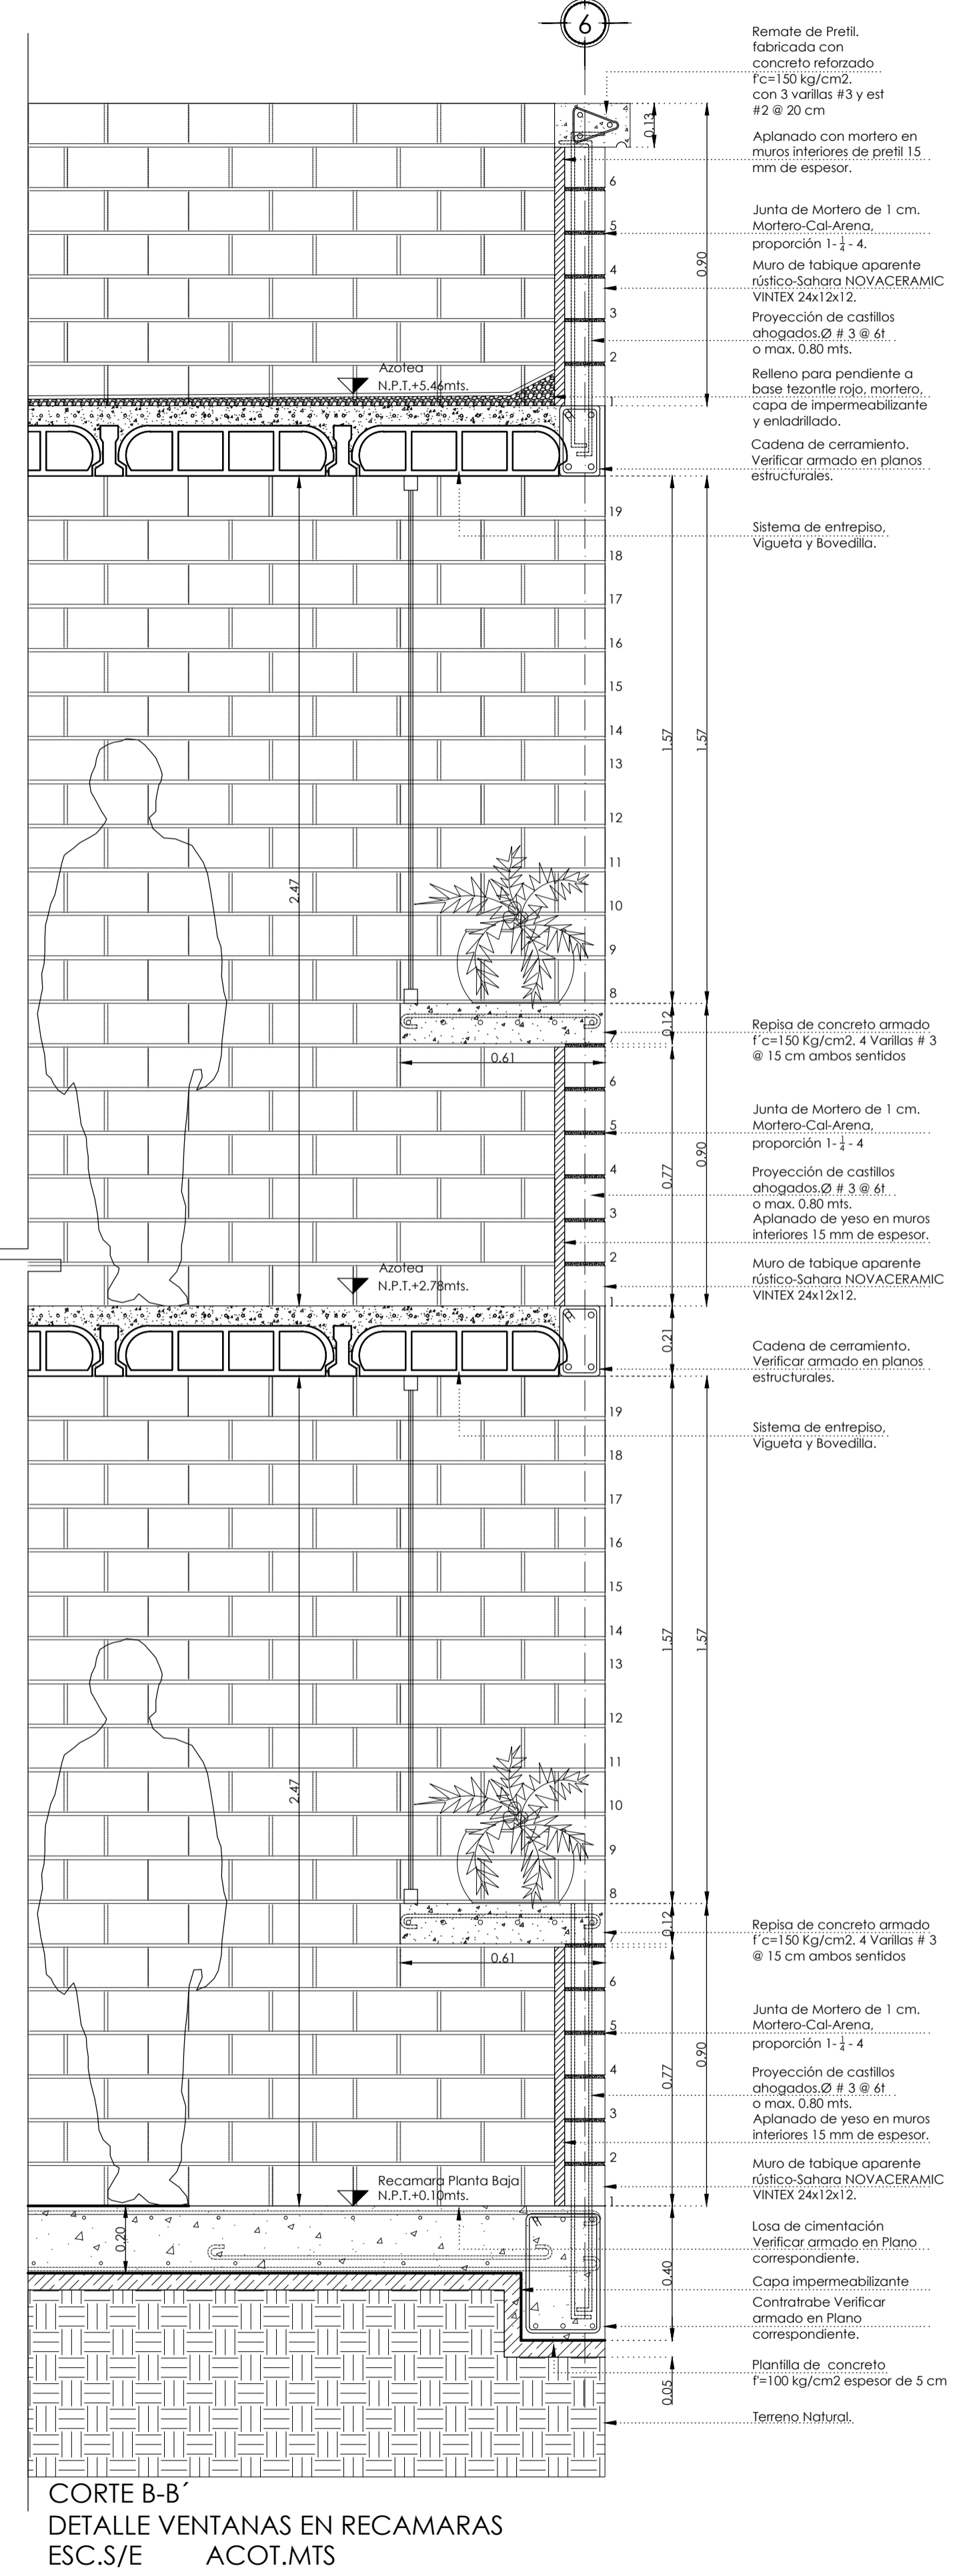 6
Remate de Pretil.
fabricada con
concreto reforzado
f'c=150 kg/cm2.
con 3 varillas #3 y est
#2 @ 20 cm
0.13
Aplanado con mortero en
muros interiores de pretil 15
mm de espesor.
6
Junta de Mortero de 1 cm.
Mortero-Cal-Arena,
proporción 1- 1/4 - 4.
5
0.90
Muro de tabique aparente
rústico-Sahara NOVACERAMIC
VINTEX 24x12x12.
4
Proyección de castillos
ahogados.Ø # 3 @ 6t
o max. 0.80 mts.
3
2
Azotea
N.P.T.+5.46mts.
Relleno para pendiente a
base tezontle rojo, mortero,
capa de impermeabilizante
y enladrillado.
1
Cadena de cerramiento.
Verificar armado en planos
estructurales.
19
Sistema de entrepiso,
Vigueta y Bovedilla.
18
17
16
15
14
1.57
1.57
13
12
11
2.47
10
9
8
0.12
Repisa de concreto armado
f´c=150 Kg/cm2. 4 Varillas # 3
@ 15 cm ambos sentidos
7
0.61
6
Junta de Mortero de 1 cm.
Mortero-Cal-Arena,
proporción 1- 1/4 - 4
5
0.90
0.77
4
Proyección de castillos
ahogados.Ø # 3 @ 6t
o max. 0.80 mts.
3
Aplanado de yeso en muros
interiores 15 mm de espesor.
2
Azotea
N.P.T.+2.78mts.
Muro de tabique aparente
rústico-Sahara NOVACERAMIC
VINTEX 24x12x12.
1
0.21
Cadena de cerramiento.
Verificar armado en planos
estructurales.
19
Sistema de entrepiso,
Vigueta y Bovedilla.
18
17
16
15
14
1.57
1.57
13
12
11
2.47
10
9
8
0.12
Repisa de concreto armado
f´c=150 Kg/cm2. 4 Varillas # 3
@ 15 cm ambos sentidos
7
0.61
6
Junta de Mortero de 1 cm.
Mortero-Cal-Arena,
proporción 1- 1/4 - 4
5
0.90
0.77
4
Proyección de castillos
ahogados.Ø # 3 @ 6t
o max. 0.80 mts.
3
Aplanado de yeso en muros
interiores 15 mm de espesor.
2
Recamara Planta Baja
N.P.T.+0.10mts.
Muro de tabique aparente
rústico-Sahara NOVACERAMIC
VINTEX 24x12x12.
1
0.20
Losa de cimentación
Verificar armado en Plano
correspondiente.
0.40
Capa impermeabilizante
Contratrabe Verificar
armado en Plano
correspondiente.
0.05
Plantilla de concreto
f'=100 kg/cm2 espesor de 5 cm
Terreno Natural.
CORTE B-B´
DETALLE VENTANAS EN RECAMARAS
ESC.S/E ACOT.MTS